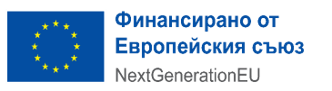 Финансирано от
Европейския съюз
NextGenerationEU